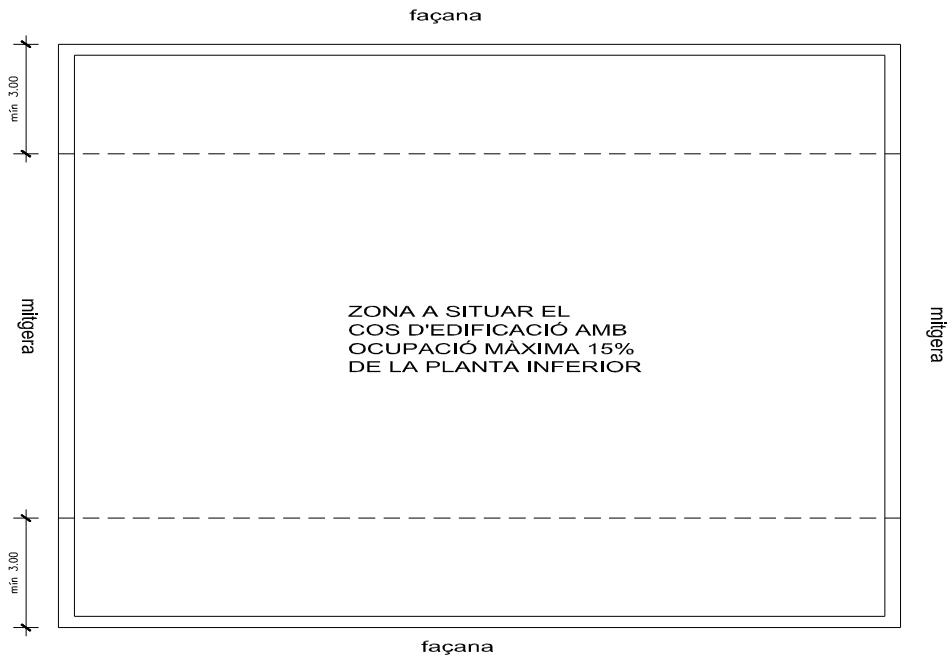 façana
mín 3.00
mitgera
ZONA A SITUAR EL
COS D'EDIFICACIÓ AMB
OCUPACIÓ MÀXIMA 15%
DE LA PLANTA INFERIOR
mitgera
mín 3.00
façana